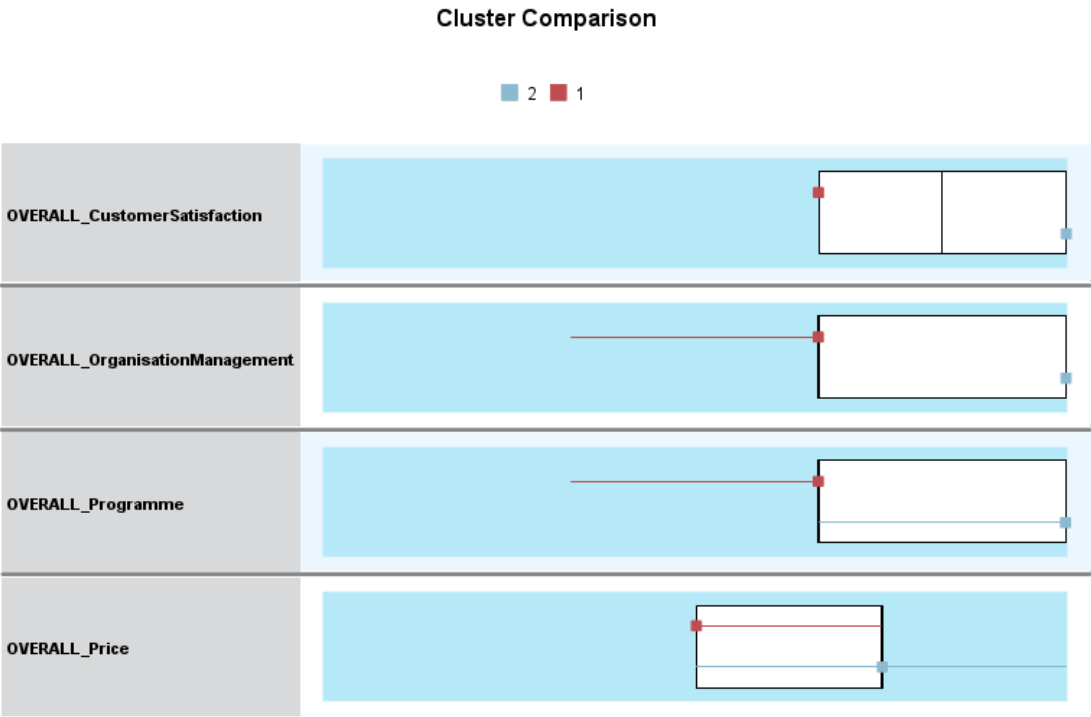 Cluster Comparison
2 1
OVERALL_CustomerSatisfaction
OVERALL_OrganisationManagement
OVERALL_Programme
OVERALL_Price